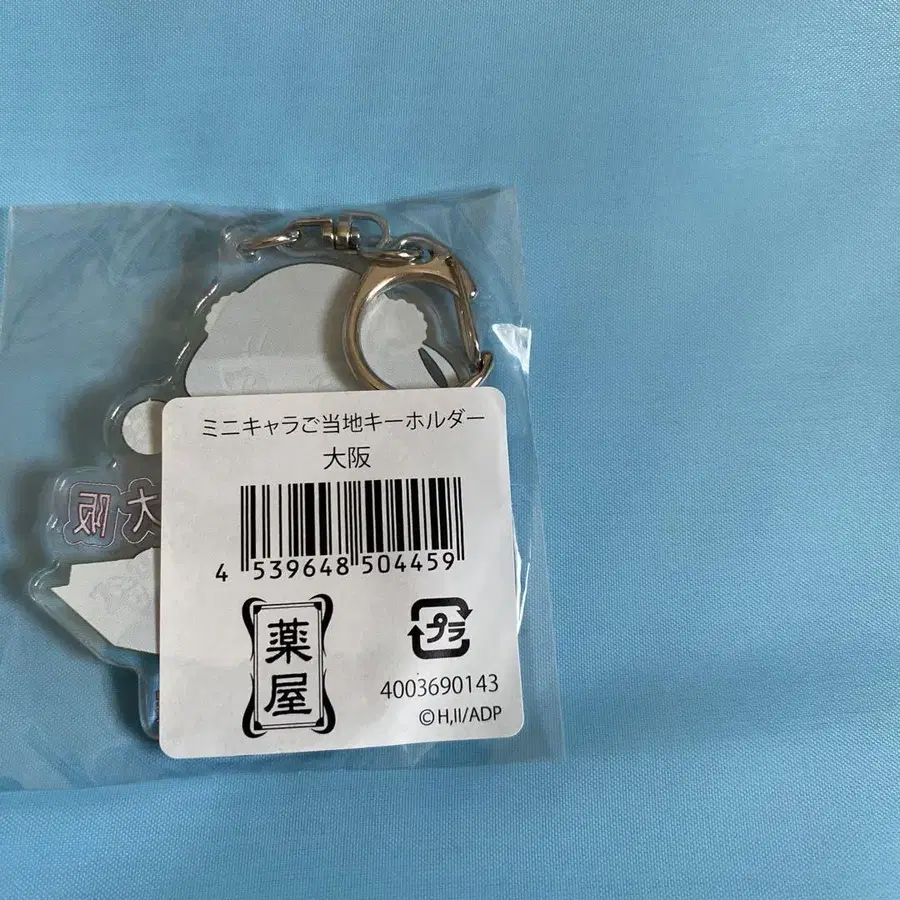 ミニキャラご当地キーホルダー
大阪
大阪
4 539648 504459
薬屋
プラ
4003690143
©H,II/ADP